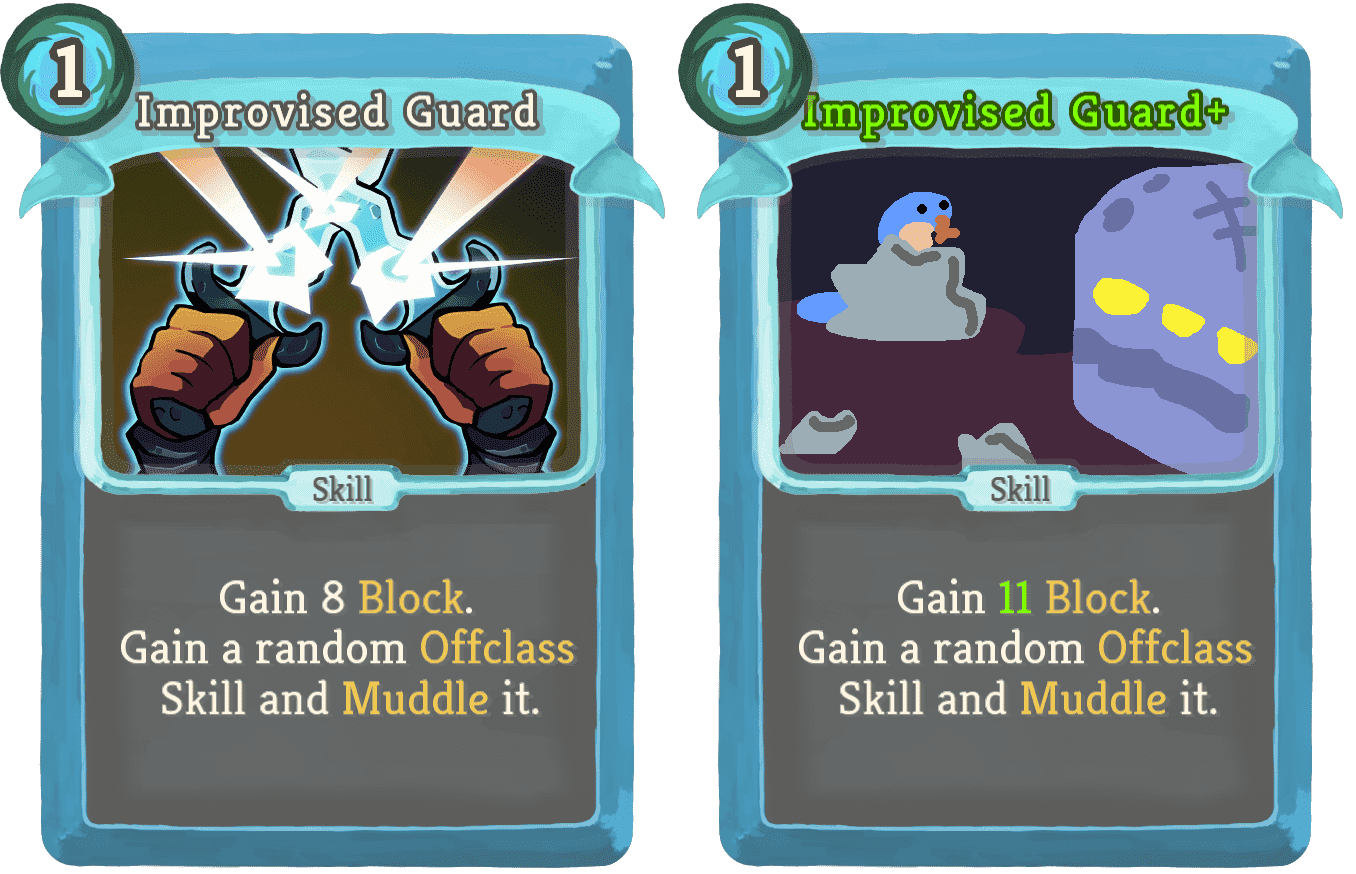 1
Improvised Guard
Skill
Gain 8 Block.
Gain a random Offclass
Skill and Muddle it.
1
Improvised Guard+
Skill
Gain 11 Block.
Gain a random Offclass
Skill and Muddle it.